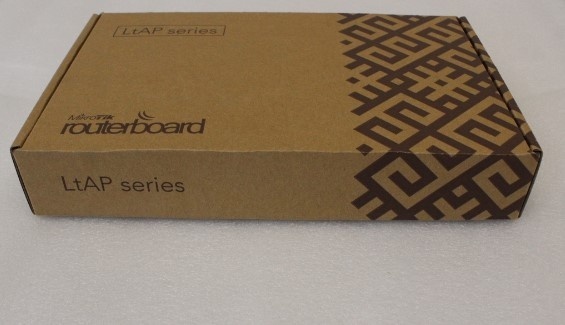 LtAP series
MikroTik
routerboard
LtAP series